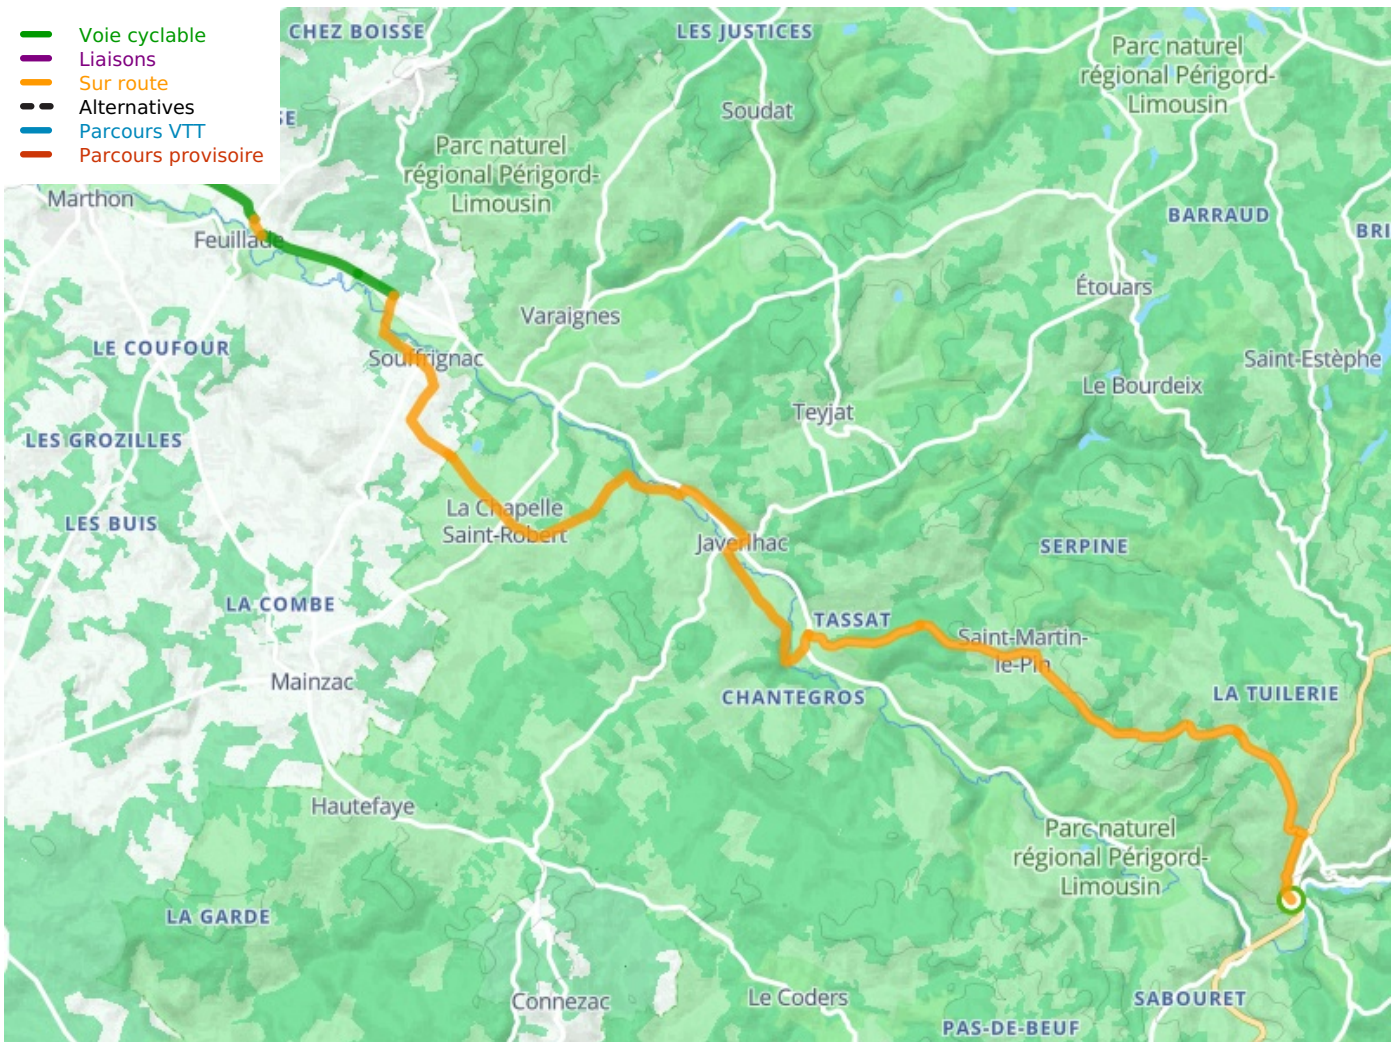 Voie cyclable
Liaisons
Sur route
Alternatives
Parcours VTT
Parcours provisoire
CHEZ BOISSE
LES JUSTICES
Parc naturel
régional Périgord-
Limousin
Soudat
SE
Parc naturel
régional Périgord-
Limousin
Marthon
BARRAUD
BRI
Feuillade
Étouars
Varaignes
LE COUFOUR
Souffrignac
Saint-Estèphe
Le Bourdeix
Teyjat
LES GROZILLES
La Chapelle
Saint-Robert
LES BUIS
Javerlhac
SERPINE
LA COMBE
TASSAT
Saint-Martin-
le-Pin
Mainzac
CHANTEGROS
LA TUILERIE
Hautefaye
Parc naturel
régional Périgord-
Limousin
LA GARDE
Connezac
Le Coders
SABOURET
PAS-DE-BEUF